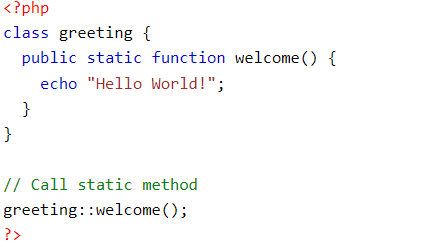 <?php
class greeting {
  public static function welcome() {
    echo "Hello World!";
  }
}

// Call static method
greeting::welcome();
?>